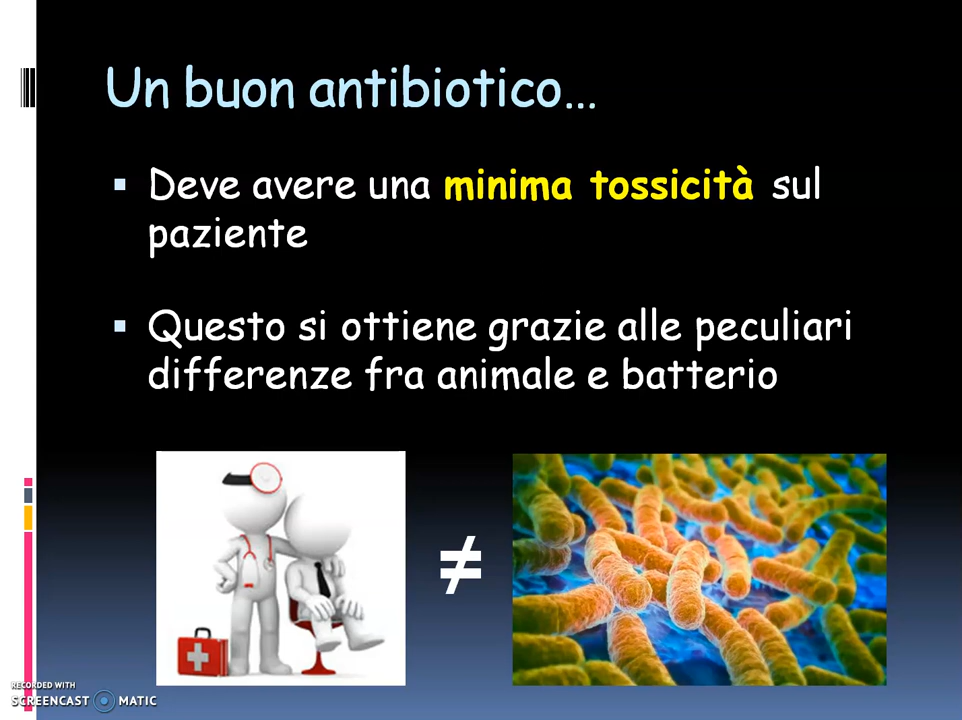 Un buon antibiotico…
Deve avere una minima tossicità sul
paziente
Questo si ottiene grazie alle peculiari
differenze fra animale e batterio
≠
RECORDED WITH
SCREENCAST MATIC